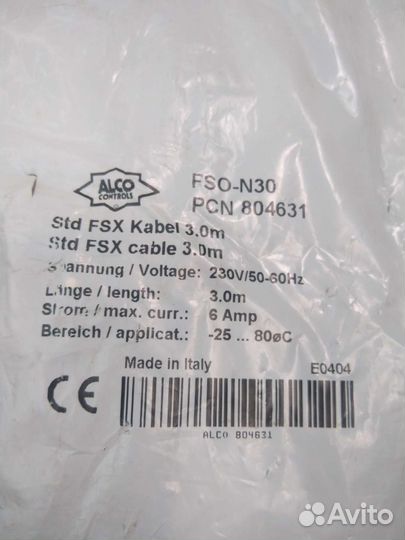 ALCO
CONTROLS
FSO-N30
PCN 804631
Std FSX Kabel 3.0m
Std FSX cable 3.0m
Spannung / Voltage: 230V/50-60Hz
Länge / length: 3.0m
Strom / max. curr.: 6 Amp
Bereich / applicat.: -25 ... 80øC
Made in Italy
E0404
CE
ALCO 804631
Avito